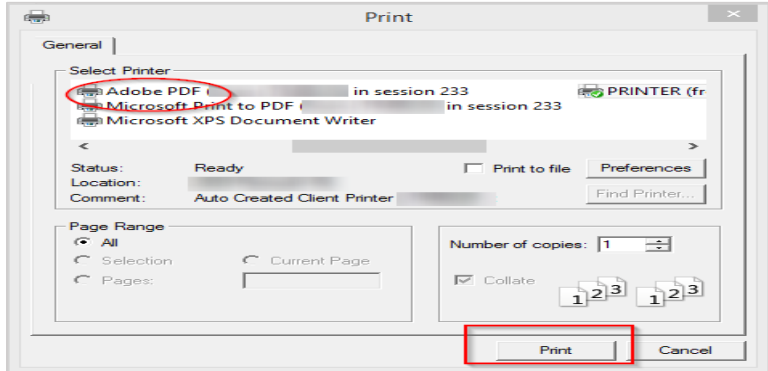 Print
General
Select Printer
Adobe PDF ( in session 233 PRINTER (fr
Microsoft Print to PDF ( in session 233
Microsoft XPS Document Writer
Status: Ready Print to file Preferences
Location: Find Printer...
Comment: Auto Created Client Printer
Page Range
All Number of copies: 1
Selection Current Page
Pages: Collate
1 2 3 1 2 3
Print Cancel